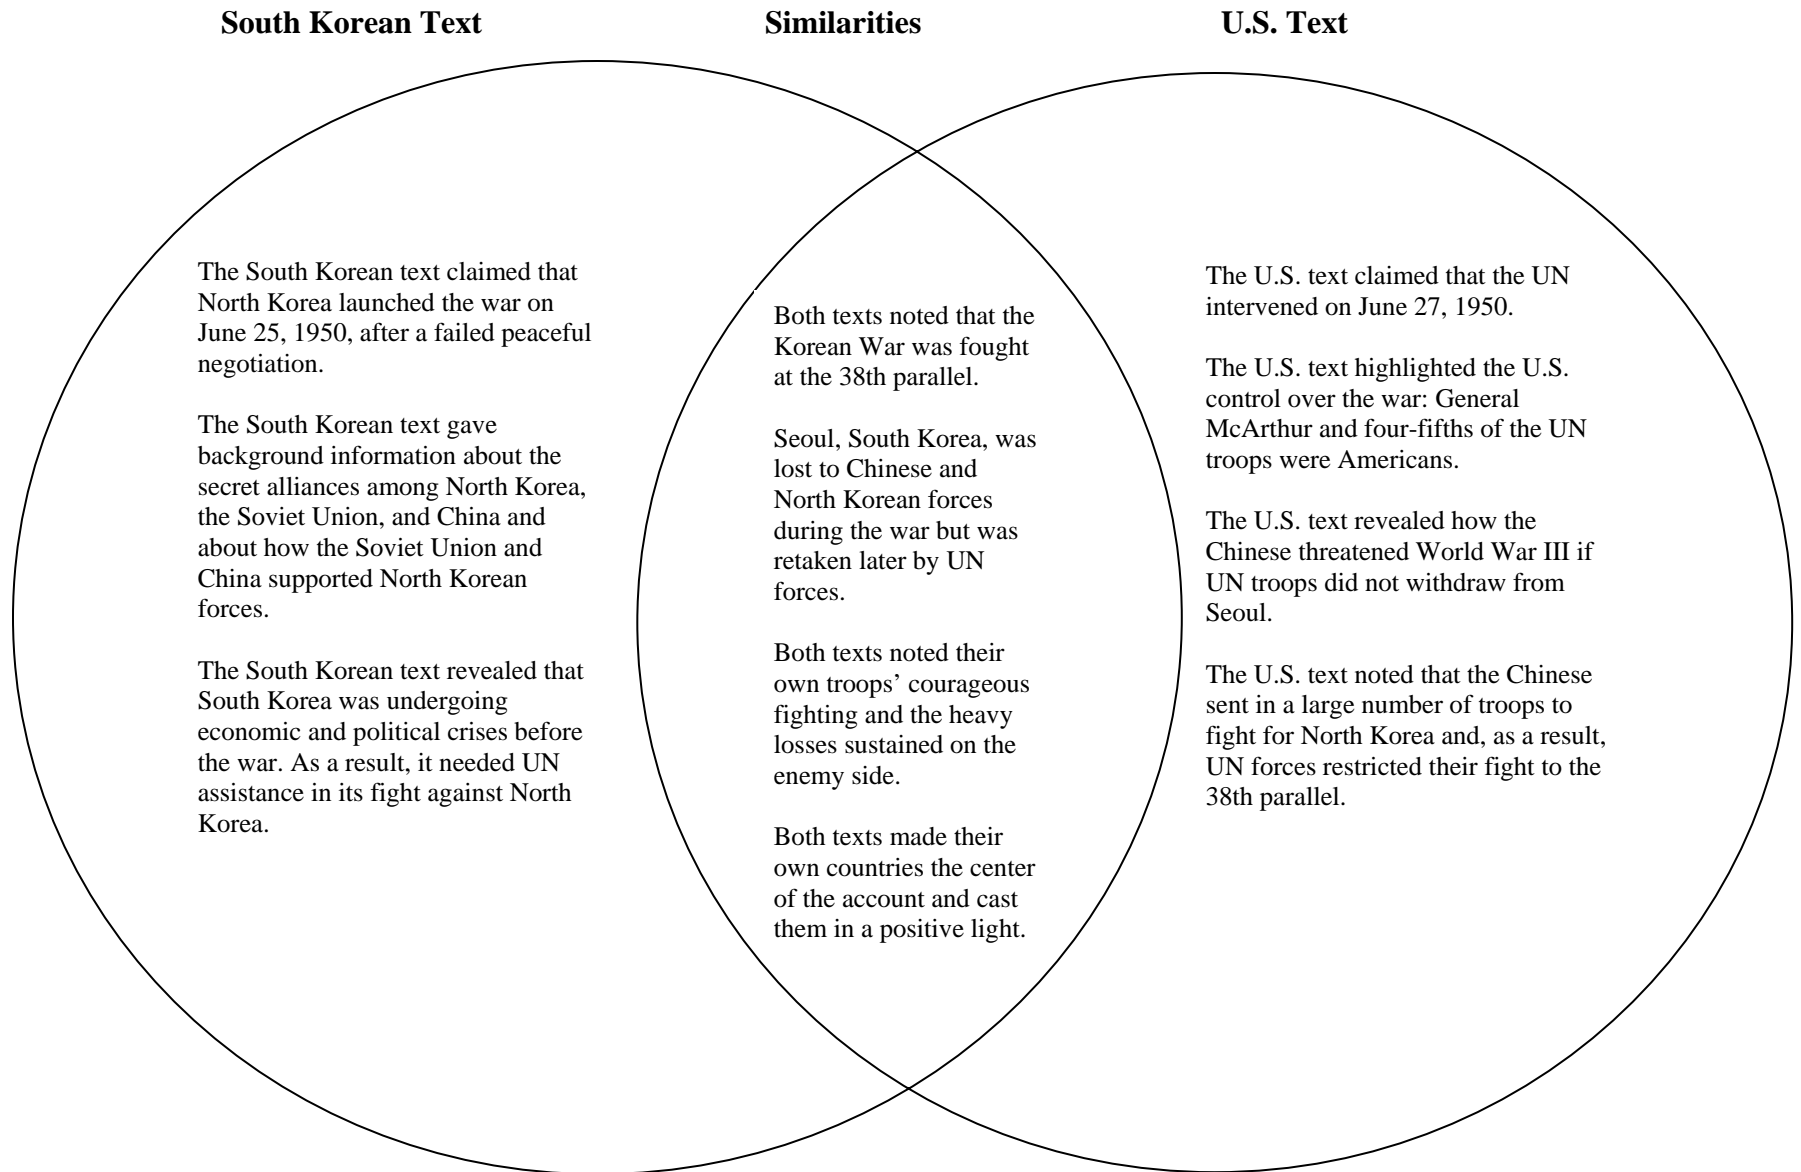 South Korean Text
Similarities
U.S. Text
The South Korean text claimed that
North Korea launched the war on
June 25, 1950, after a failed peaceful
negotiation.
The South Korean text gave
background information about the
secret alliances among North Korea,
the Soviet Union, and China and
about how the Soviet Union and
China supported North Korean
forces.
The South Korean text revealed that
South Korea was undergoing
economic and political crises before
the war. As a result, it needed UN
assistance in its fight against North
Korea.
Both texts noted that the
Korean War was fought
at the 38th parallel.
Seoul, South Korea, was
lost to Chinese and
North Korean forces
during the war but was
retaken later by UN
forces.
Both texts noted their
own troops’ courageous
fighting and the heavy
losses sustained on the
enemy side.
Both texts made their
own countries the center
of the account and cast
them in a positive light.
The U.S. text claimed that the UN
intervened on June 27, 1950.
The U.S. text highlighted the U.S.
control over the war: General
McArthur and four-fifths of the UN
troops were Americans.
The U.S. text revealed how the
Chinese threatened World War III if
UN troops did not withdraw from
Seoul.
The U.S. text noted that the Chinese
sent in a large number of troops to
fight for North Korea and, as a result,
UN forces restricted their fight to the
38th parallel.